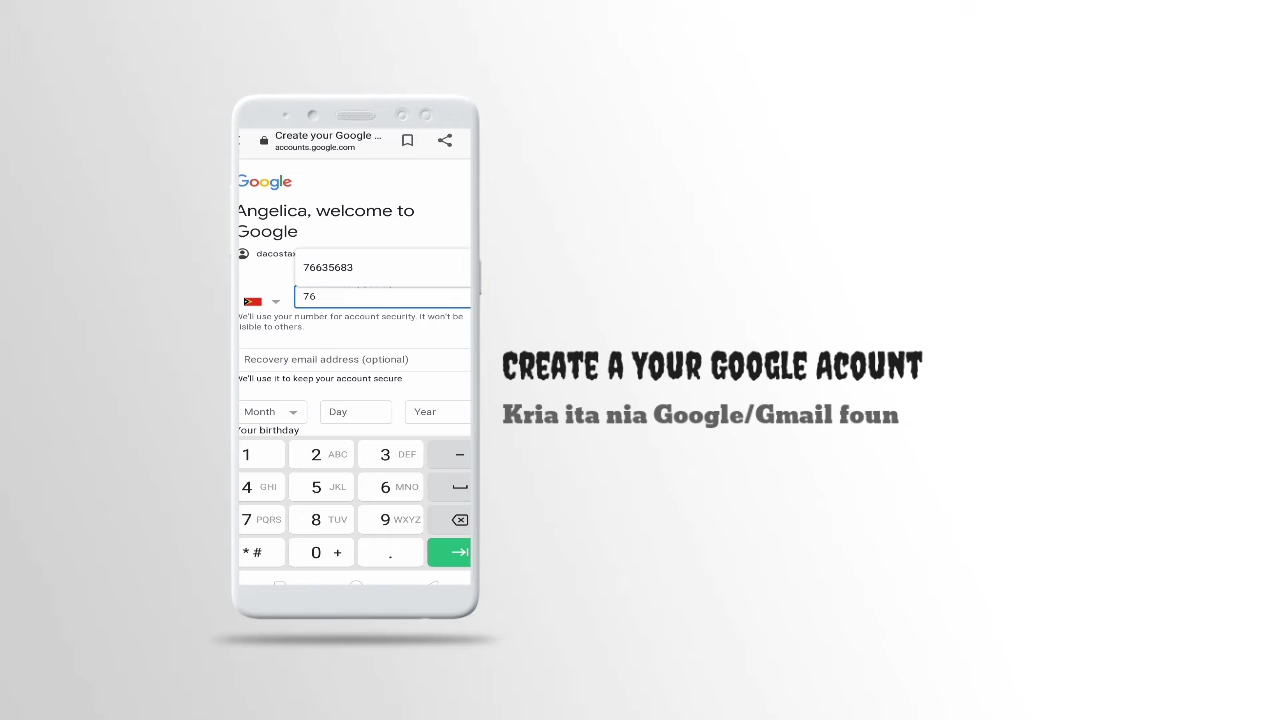 Create your Google ...
accounts.google.com
Google
Angelica, welcome to
Google
dacostax
76635683
76
We'll use your number for account security. It won't be
visible to others.
Recovery email address (optional)
We'll use it to keep your account secure
Month Day Year
Your birthday
1 2 ABC 3 DEF –
4 GHI 5 JKL 6 MNO
7 PQRS 8 TUV 9 WXYZ
* # 0 + .
CREATE A YOUR GOOGLE ACOUNT
Kria ita nia Google/Gmail foun